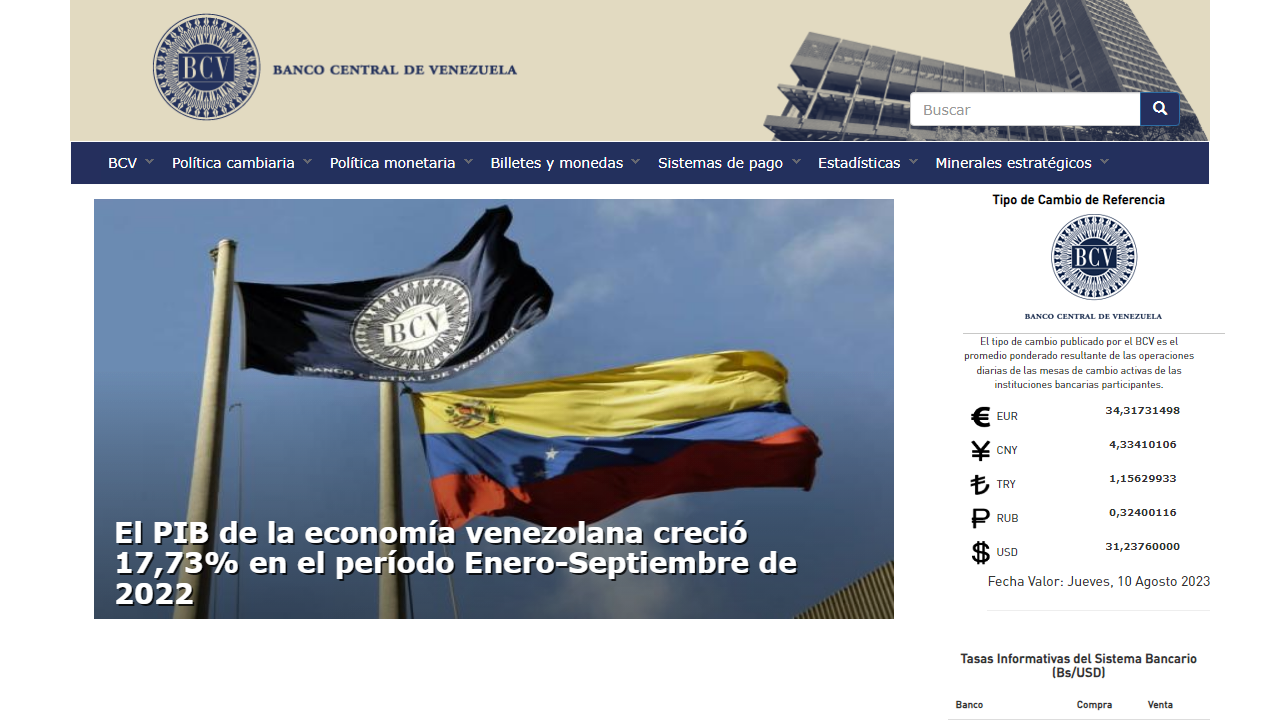 BCV
BANCO CENTRAL DE VENEZUELA
Buscar
BCV Política cambiaria Política monetaria Billetes y monedas Sistemas de pago Estadísticas Minerales estratégicos
BCV
BANCO CENTRAL DE VENEZUELA
El PIB de la economía venezolana creció
17,73% en el período Enero-Septiembre de
2022
Tipo de Cambio de Referencia
BCV
BANCO CENTRAL DE VENEZUELA
El tipo de cambio publicado por el BCV es el
promedio ponderado resultante de las operaciones
diarias de las mesas de cambio activas de las
instituciones bancarias participantes.
€ EUR 34,31731498
¥ CNY 4,33410106
₺ TRY 1,15629933
₽ RUB 0,32400116
$ USD 31,23760000
Fecha Valor: Jueves, 10 Agosto 2023
Tasas Informativas del Sistema Bancario
(Bs/USD)
Banco Compra Venta